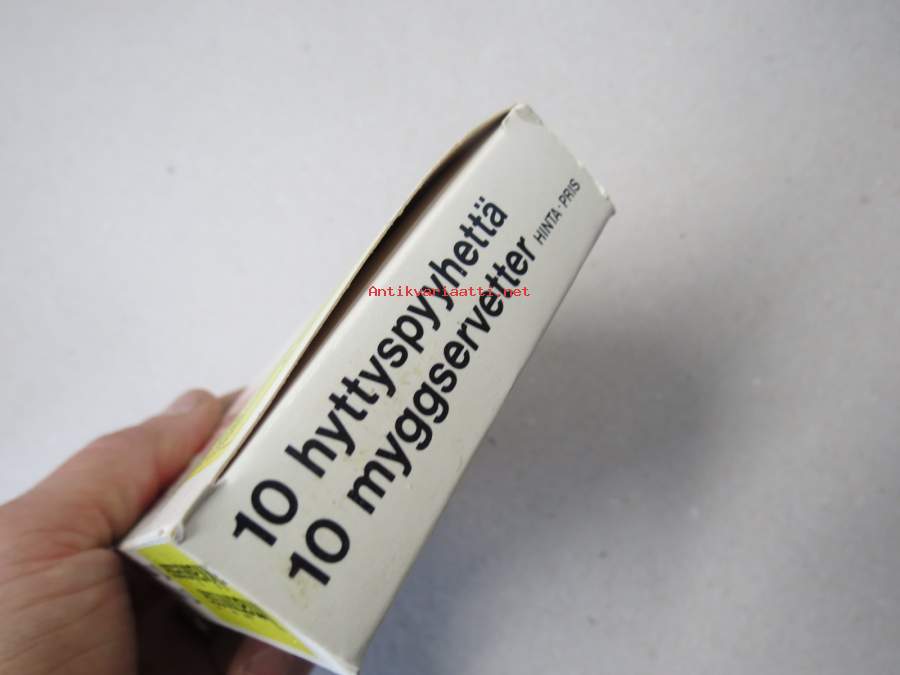 10 hyttyspyyhettä
10 myggservetter
HINTA·PRIS
Antikvariaatti.net